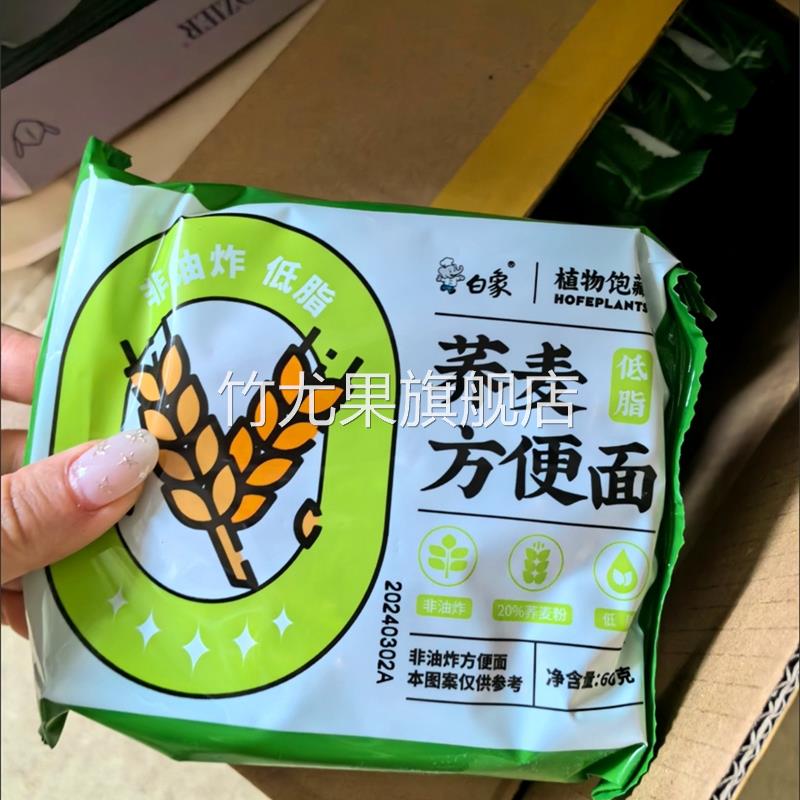 OZIER
非油炸 低脂
白象®
植物饱藏
HOFEPLANTS
荞麦
低脂
方便面
竹尤果旗舰店
非油炸
20%荞麦粉
低
20240302A
非油炸方便面
本图案仅供参考
净含量:60克